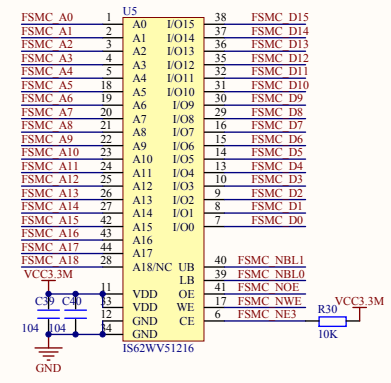 U5
FSMC_A0 1 A0 I/O15 38 FSMC_D15
FSMC_A1 2 A1 I/O14 37 FSMC_D14
FSMC_A2 3 A2 I/O13 36 FSMC_D13
FSMC_A3 4 A3 I/O12 35 FSMC_D12
FSMC_A4 5 A4 I/O11 32 FSMC_D11
FSMC_A5 18 A5 I/O10 31 FSMC_D10
FSMC_A6 19 A6 I/O9 30 FSMC_D9
FSMC_A7 20 A7 I/O8 29 FSMC_D8
FSMC_A8 21 A8 I/O7 16 FSMC_D7
FSMC_A9 22 A9 I/O6 15 FSMC_D6
FSMC_A10 23 A10 I/O5 14 FSMC_D5
FSMC_A11 24 A11 I/O4 13 FSMC_D4
FSMC_A12 25 A12 I/O3 10 FSMC_D3
FSMC_A13 26 A13 I/O2 9 FSMC_D2
FSMC_A14 27 A14 I/O1 8 FSMC_D1
FSMC_A15 42 A15 I/O0 7 FSMC_D0
FSMC_A16 43 A16
FSMC_A17 44 A17
FSMC_A18 28 A18/NC UB 40 FSMC_NBL1
VCC3.3M LB 39 FSMC_NBL0
11 VDD OE 41 FSMC_NOE
C39 C40 33 VDD WE 17 FSMC_NWE R30 VCC3.3M
104 104 12 GND CE 6 FSMC_NE3
34 GND 10K
IS62WV51216
GND